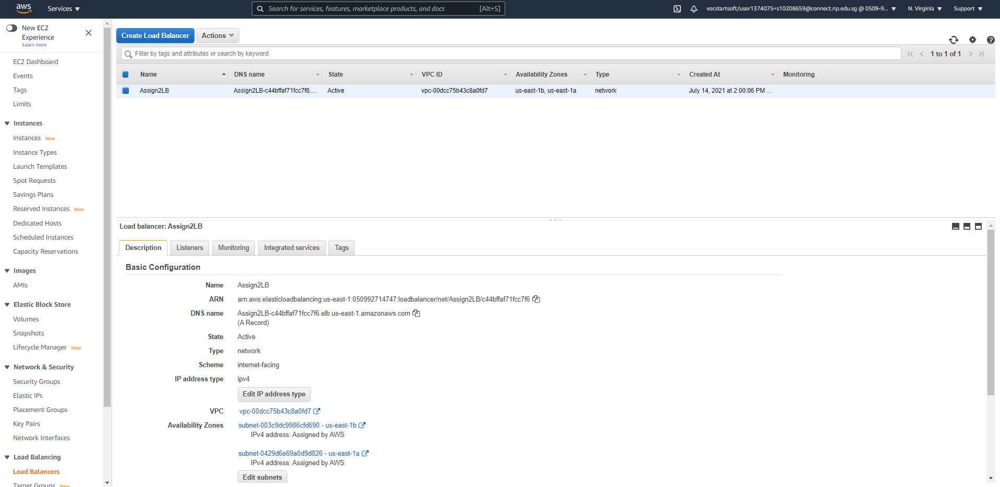 aws
Services
Search for services, features, marketplace products, and docs [Alt+S]
vocstartsoft/user1374075=s10208659@connect.np.edu.sg @ 0509-9...
N. Virginia
Support
New EC2
Experience
Learn more
EC2 Dashboard
Events
Tags
Limits
Instances
Instances New
Instance Types
Launch Templates
Spot Requests
Savings Plans
Reserved Instances New
Dedicated Hosts
Scheduled Instances
Capacity Reservations
Images
AMIs
Elastic Block Store
Volumes
Snapshots
Lifecycle Manager New
Network & Security
Security Groups
Elastic IPs
Placement Groups
Key Pairs
Network Interfaces
Load Balancing
Load Balancers
Target Groups New
Create Load Balancer Actions
Filter by tags and attributes or search by keyword
1 to 1 of 1
Name DNS name State VPC ID Availability Zones Type Created At Monitoring
Assign2LB Assign2LB-c44bffaf71fcc7f6.... Active vpc-00dcc75b43c8a0fd7 us-east-1b, us-east-1a network July 14, 2021 at 2:00:06 PM ...
Load balancer: Assign2LB
Description Listeners Monitoring Integrated services Tags
Basic Configuration
Name Assign2LB
ARN arn:aws:elasticloadbalancing:us-east-1:050992714747:loadbalancer/net/Assign2LB/c44bffaf71fcc7f6
DNS name Assign2LB-c44bffaf71fcc7f6.elb.us-east-1.amazonaws.com
(A Record)
State Active
Type network
Scheme internet-facing
IP address type ipv4
Edit IP address type
VPC vpc-00dcc75b43c8a0fd7
Availability Zones subnet-003c9dc9986cfd690 - us-east-1b
IPv4 address: Assigned by AWS
subnet-0429d6e69a0d9d826 - us-east-1a
IPv4 address: Assigned by AWS
Edit subnets